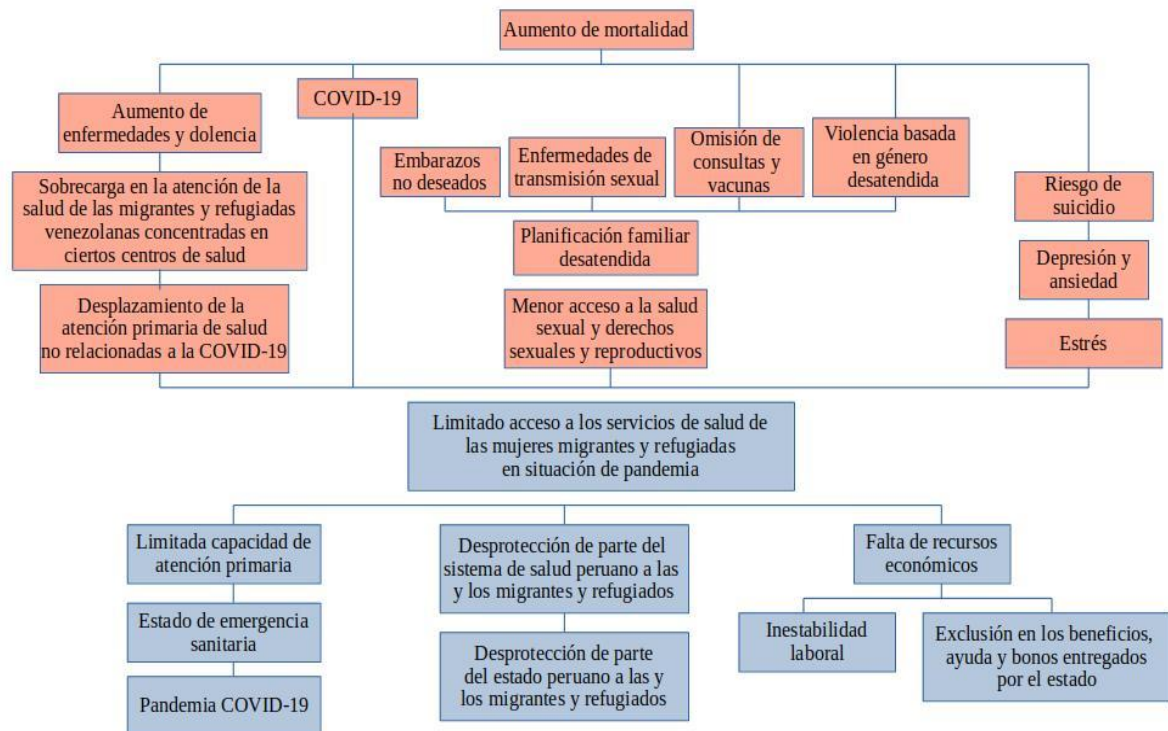 Aumento de mortalidad
Aumento de
enfermedades y dolencia
COVID-19
Embarazos
no deseados
Enfermedades de
transmisión sexual
Omisión de
consultas y
vacunas
Violencia basada
en género
desatendida
Sobrecarga en la atención de la
salud de las migrantes y refugiadas
venezolanas concentradas en
ciertos centros de salud
Riesgo de
suicidio
Planificación familiar
desatendida
Depresión y
ansiedad
Desplazamiento de la
atención primaria de salud
no relacionadas a la COVID-19
Menor acceso a la salud
sexual y derechos
sexuales y reproductivos
Estrés
Limitado acceso a los servicios de salud de
las mujeres migrantes y refugiadas
en situación de pandemia
Limitada capacidad de
atención primaria
Desprotección de parte del
sistema de salud peruano a las
y los migrantes y refugiados
Falta de recursos
económicos
Estado de emergencia
sanitaria
Desprotección de parte
del estado peruano a las y
los migrantes y refugiados
Inestabilidad
laboral
Exclusión en los beneficios,
ayuda y bonos entregados
por el estado
Pandemia COVID-19